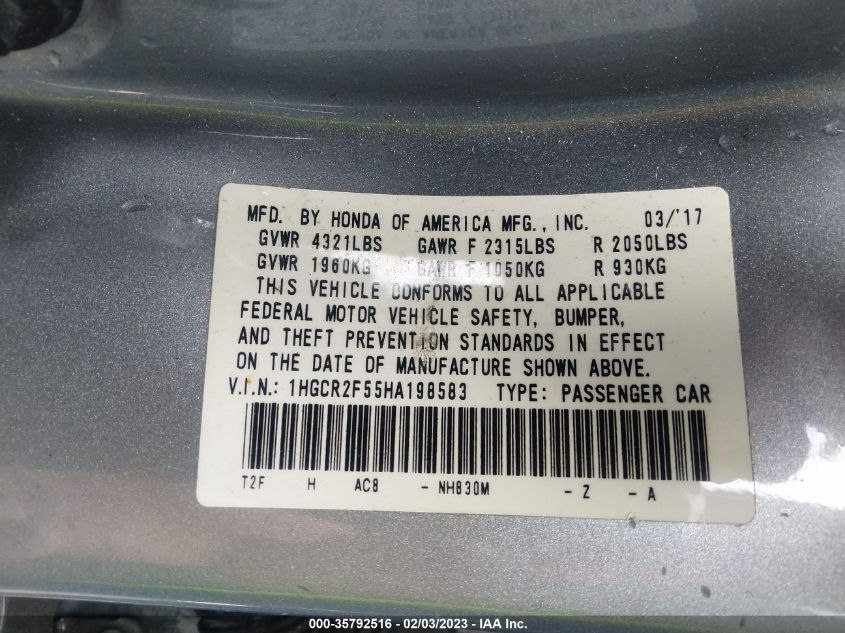 MFD. BY HONDA OF AMERICA MFG., INC. 03/'17
GVWR 4321LBS GAWR F 2315LBS R 2050LBS
GVWR 1960KG GAWR F 1050KG R 930KG
THIS VEHICLE CONFORMS TO ALL APPLICABLE
FEDERAL MOTOR VEHICLE SAFETY, BUMPER,
AND THEFT PREVENTION STANDARDS IN EFFECT
ON THE DATE OF MANUFACTURE SHOWN ABOVE.
V.I.N.: 1HGCR2F55HA198583 TYPE: PASSENGER CAR
T2F H AC8 - NH830M - Z - A
000-35792516 - 02/03/2023 - IAA Inc.